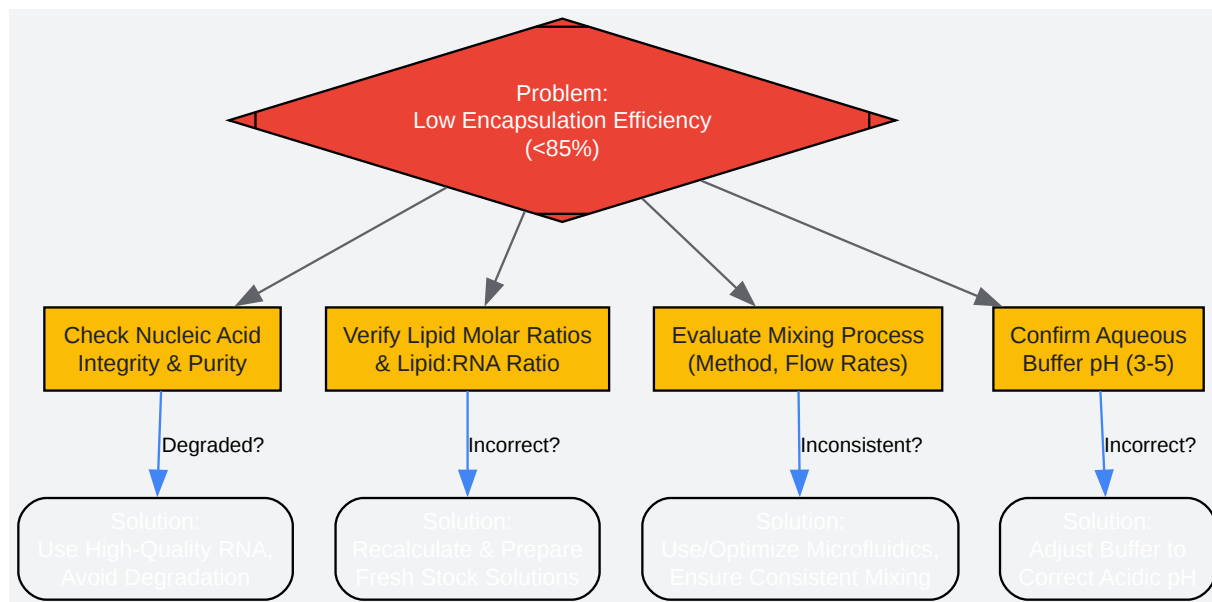 Problem:
Low Encapsulation Efficiency
(<85%)
Check Nucleic Acid
Integrity & Purity
Verify Lipid Molar Ratios
& Lipid:RNA Ratio
Evaluate Mixing Process
(Method, Flow Rates)
Confirm Aqueous
Buffer pH (3-5)
Degraded?
Incorrect?
Inconsistent?
Incorrect?
Solution:
Use High-Quality RNA,
Avoid Degradation
Solution:
Recalculate & Prepare
Fresh Stock Solutions
Solution:
Use/Optimize Microfluidics,
Ensure Consistent Mixing
Solution:
Adjust Buffer to
Correct Acidic pH